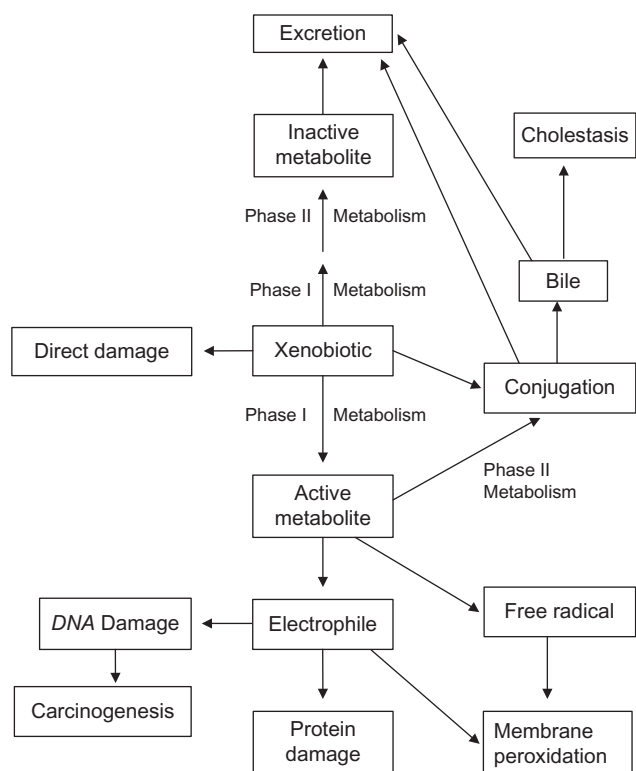 Excretion
Inactive
metabolite
Cholestasis
Phase II Metabolism
Bile
Phase I Metabolism
Direct damage
Xenobiotic
Conjugation
Phase I Metabolism
Phase II
Metabolism
Active
metabolite
DNA Damage
Electrophile
Free radical
Carcinogenesis
Protein
damage
Membrane
peroxidation